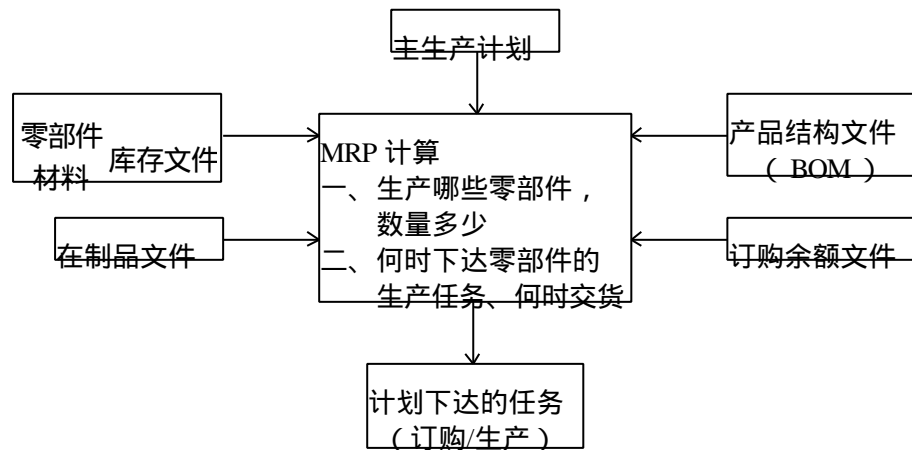 主生产计划
零部件
材料
库存文件
MRP 计算
一、生产哪些零部件，
数量多少
二、何时下达零部件的
生产任务、何时交货
产品结构文件
（ BOM ）
在制品文件
订购余额文件
计划下达的任务
（订购/生产）